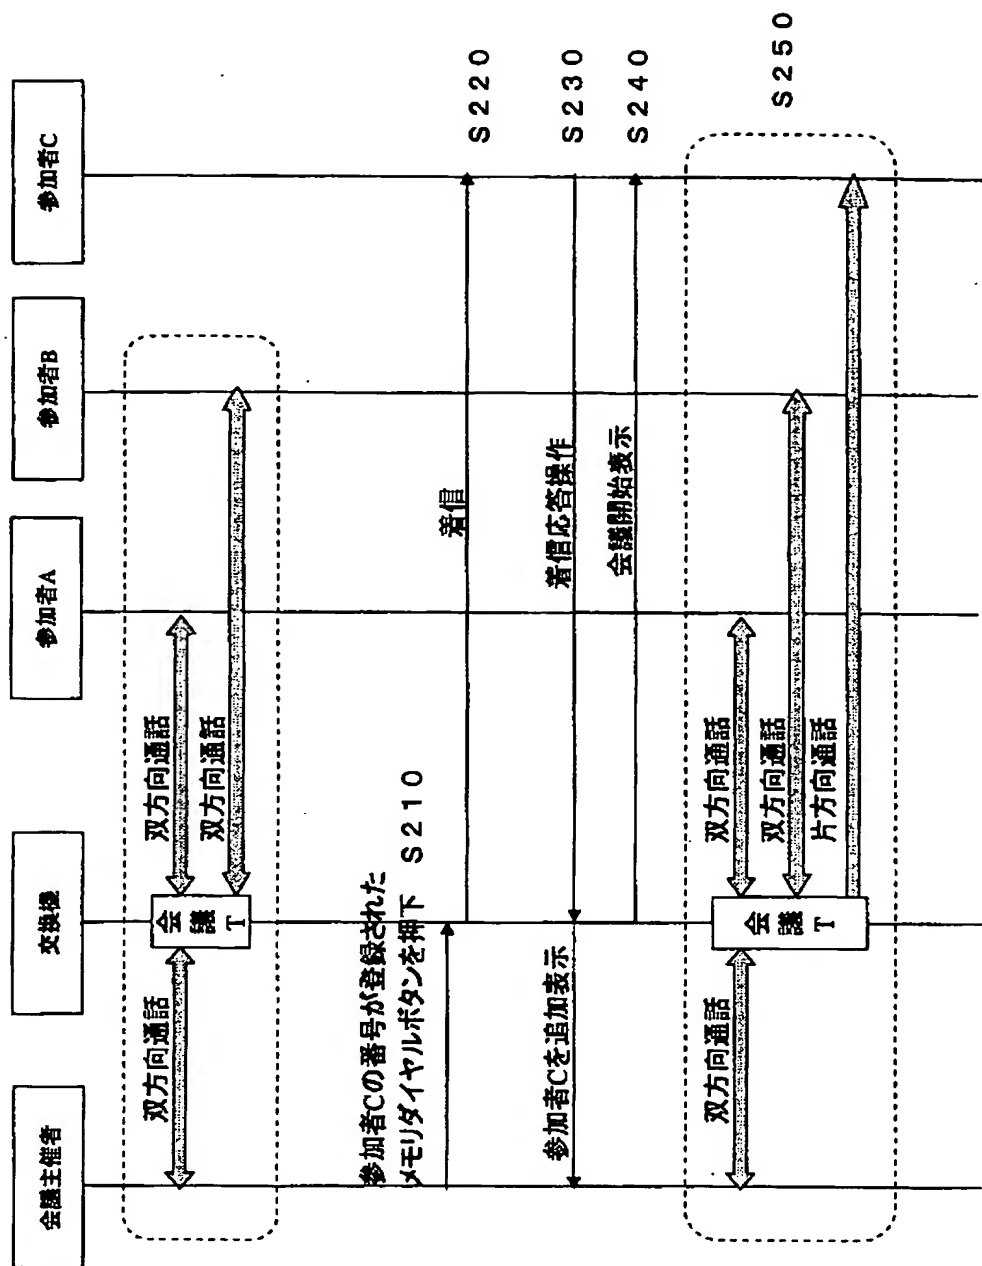 会議主催者
交換機
参加者A
参加者B
参加者C
双方向通話
双方向通話
双方向通話
会議T
参加者Cの番号が登録された
メモリダイヤルボタンを押下 S210
着信
S220
参加者Cを追加表示
着信応答操作
S230
会議開始表示
S240
双方向通話
双方向通話
双方向通話
片方向通話
会議T
S250